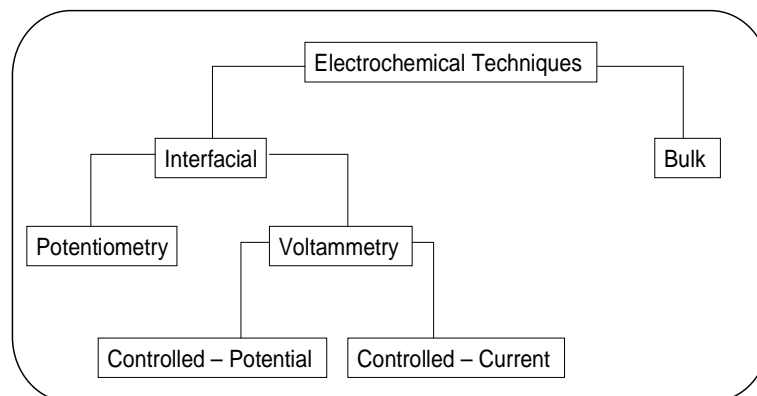 Electrochemical Techniques
Interfacial
Bulk
Potentiometry
Voltammetry
Controlled – Potential
Controlled – Current